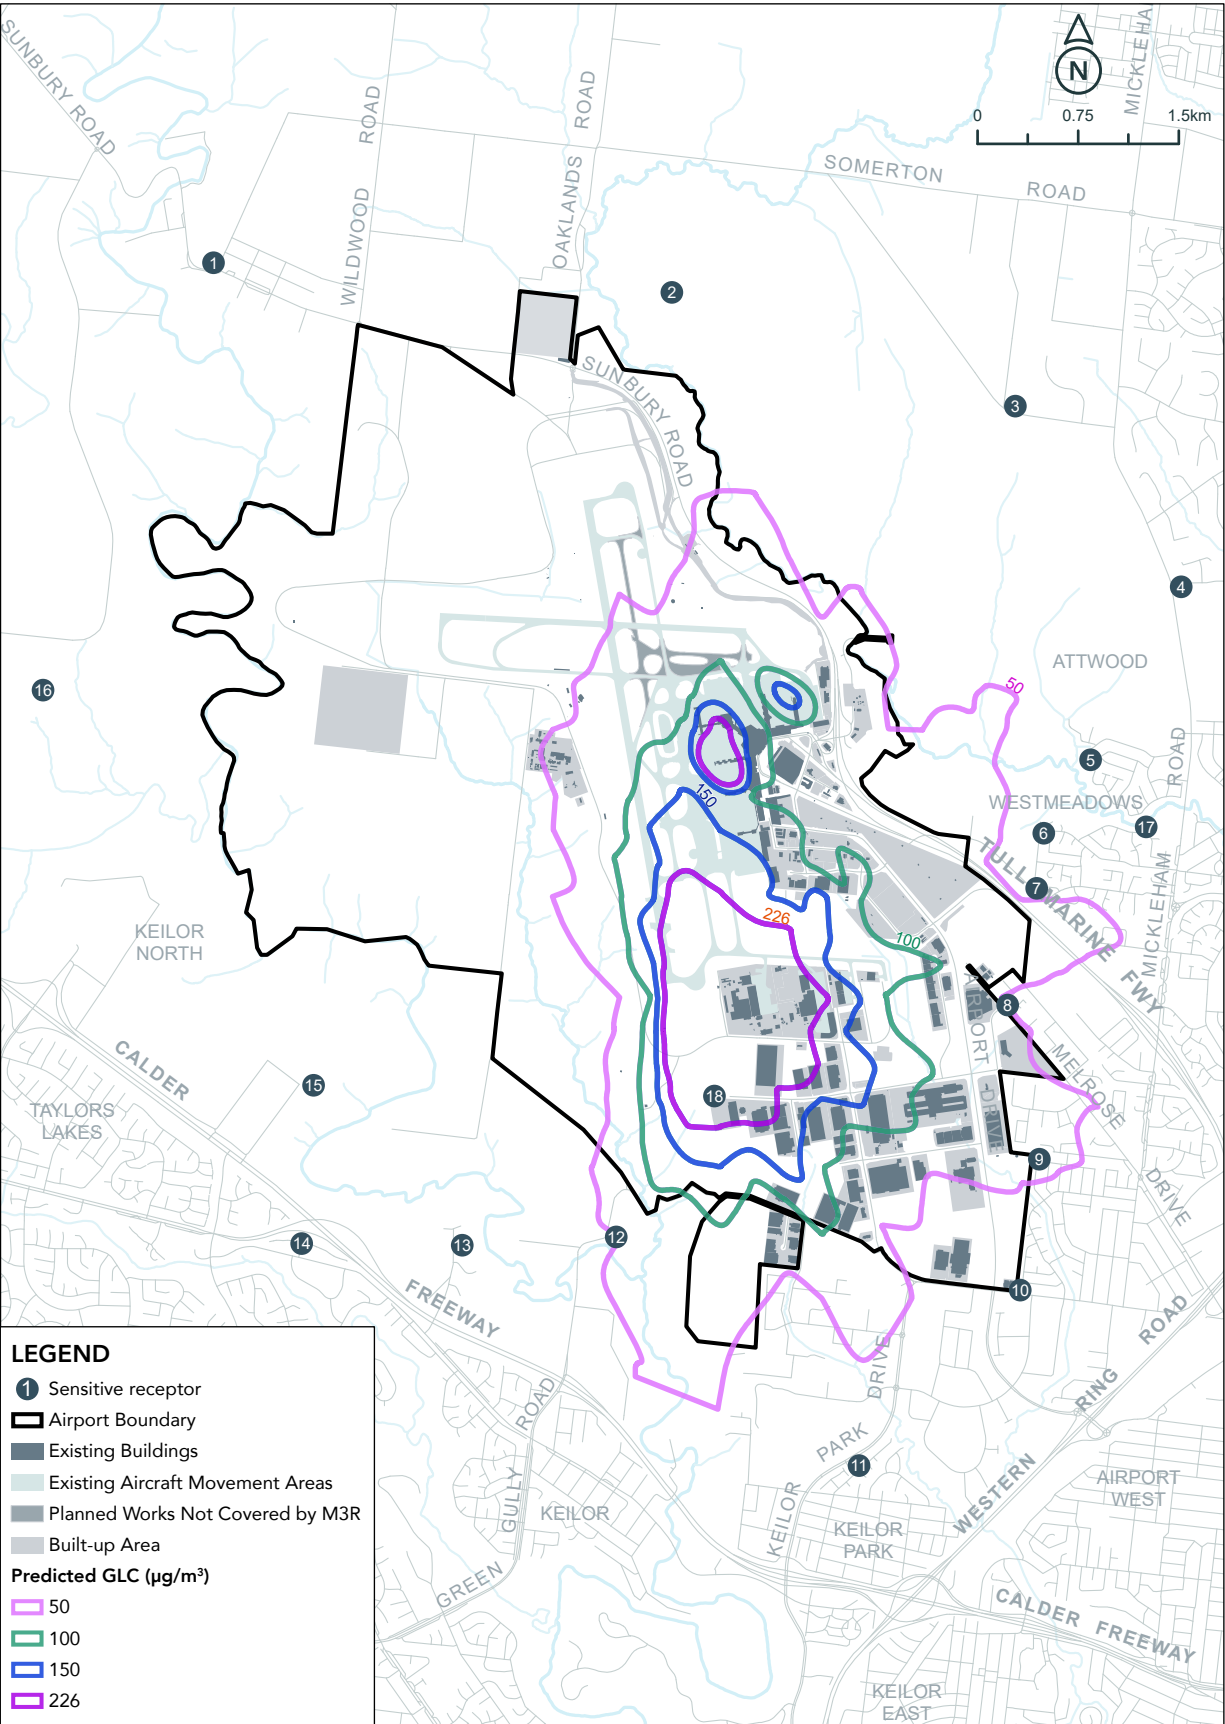 SUNBURY ROAD
WILDWOOD ROAD
OAKLANDS ROAD
N
0 0.75 1.5km
SOMERTON ROAD
1
2
SUNBURY ROAD
3
4
16
ATTWOOD
50
5
ROAD
WESTMEADOWS
6
17
150
TULLAMARINE FWY
7
MICKLEHAM
226
100
KEILOR
NORTH
8
AIRPORT DRIVE
MELROSE DRIVE
CALDER
15
18
TAYLORS
LAKES
9
12
14
13
10
FREEWAY
DRIVE
RING ROAD
PARK
11
KEILOR
WESTERN
AIRPORT
WEST
ROAD
GULLY
KEILOR
KEILOR
PARK
GREEN
CALDER FREEWAY
KEILOR
EAST
LEGEND
1 Sensitive receptor
Airport Boundary
Existing Buildings
Existing Aircraft Movement Areas
Planned Works Not Covered by M3R
Built-up Area
Predicted GLC (µg/m³)
50
100
150
226